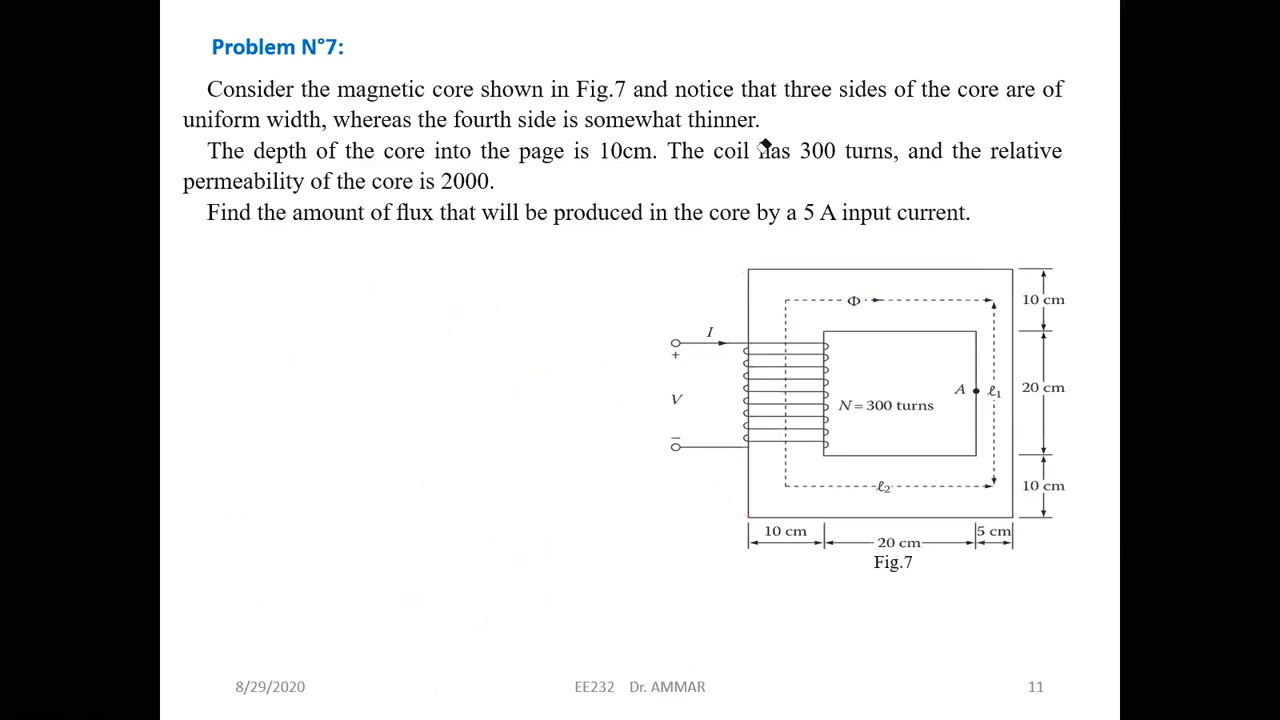 Problem N°7:
Consider the magnetic core shown in Fig.7 and notice that three sides of the core are of
uniform width, whereas the fourth side is somewhat thinner.
The depth of the core into the page is 10cm. The coil has 300 turns, and the relative
permeability of the core is 2000.
Find the amount of flux that will be produced in the core by a 5 A input current.
Φ
10 cm
I
+
V
−
N = 300 turns
A
ℓ1
20 cm
ℓ2
10 cm
10 cm
20 cm
5 cm
Fig.7
8/29/2020
EE232 Dr. AMMAR
11